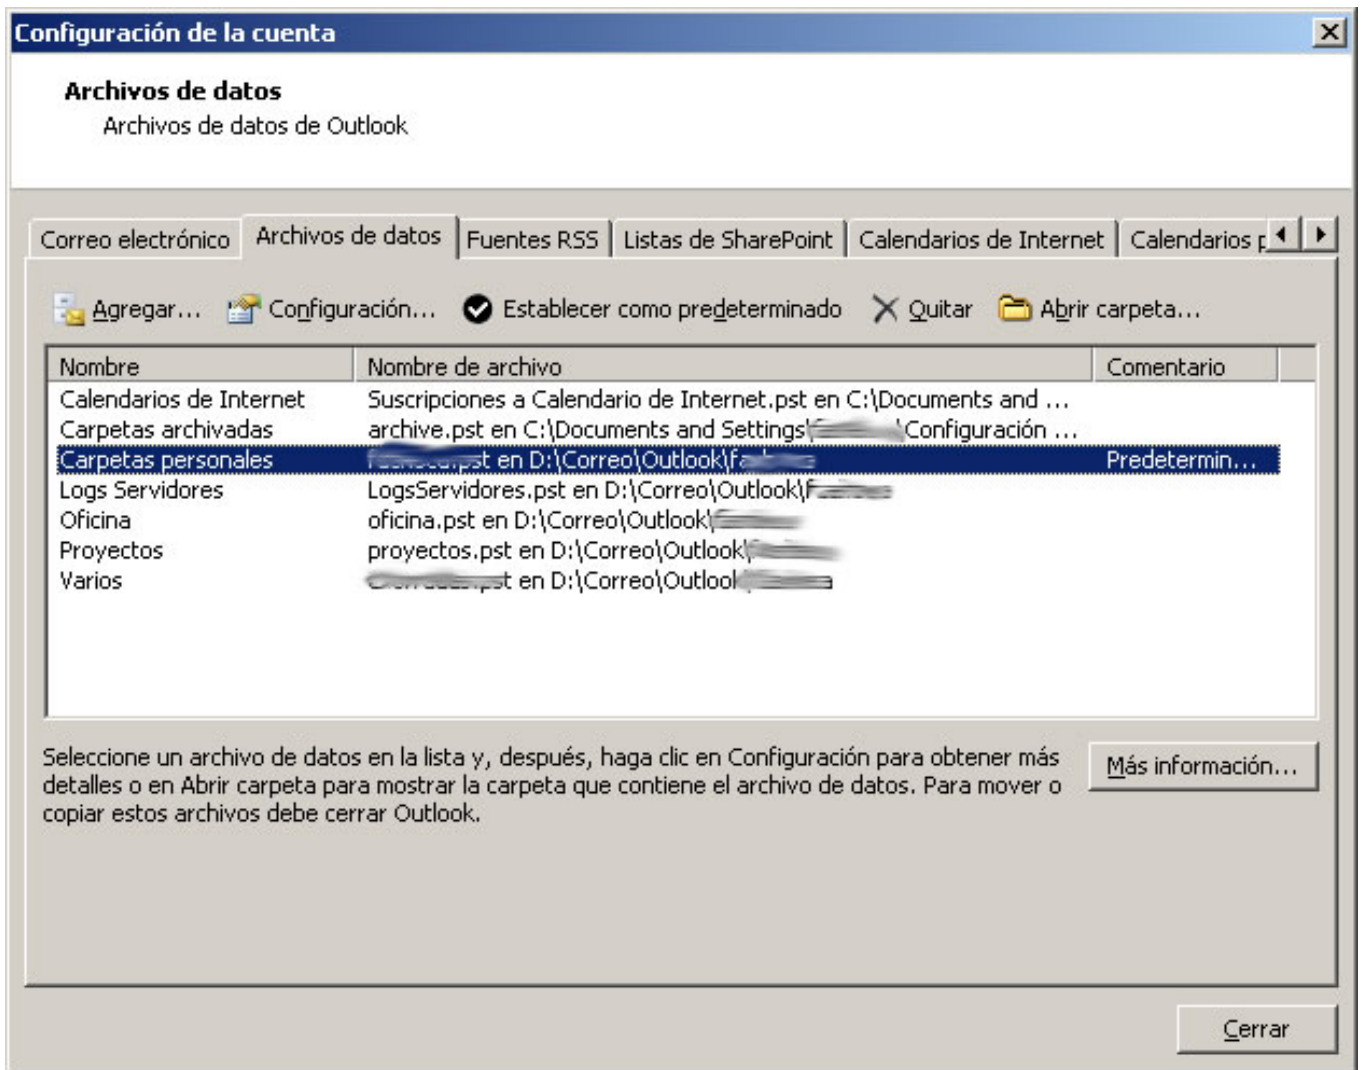 Configuración de la cuenta
Archivos de datos
Archivos de datos de Outlook
Correo electrónico Archivos de datos Fuentes RSS Listas de SharePoint Calendarios de Internet Calendarios p
Agregar... Configuración... Establecer como predeterminado Quitar Abrir carpeta...
Nombre Nombre de archivo Comentario
Calendarios de Internet Suscripciones a Calendario de Internet.pst en C:\Documents and ...
Carpetas archivadas archive.pst en C:\Documents and Settings\ \Configuración ...
Carpetas personales en D:\Correo\Outlook\ Predetermin...
Logs Servidores LogsServidores.pst en D:\Correo\Outlook\
Oficina oficina.pst en D:\Correo\Outlook\
Proyectos proyectos.pst en D:\Correo\Outlook\
Varios en D:\Correo\Outlook\
Seleccione un archivo de datos en la lista y, después, haga clic en Configuración para obtener más
detalles o en Abrir carpeta para mostrar la carpeta que contiene el archivo de datos. Para mover o
copiar estos archivos debe cerrar Outlook.
Más información...
Cerrar